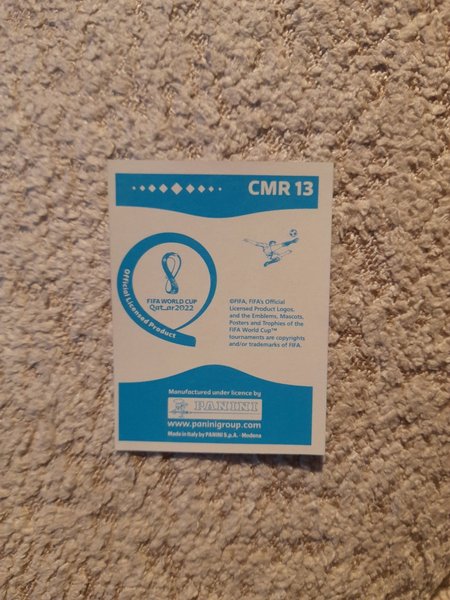 CMR 13
Official Licensed Product
FIFA WORLD CUP
Qatar2022
©FIFA, FIFA's Official
Licensed Product Logos,
and the Emblems, Mascots,
Posters and Trophies of the
FIFA World Cup™
tournaments are copyrights
and/or trademarks of FIFA.
Manufactured under licence by
PANINI
www.paninigroup.com
Made in Italy by PANINI S.p.A. - Modena